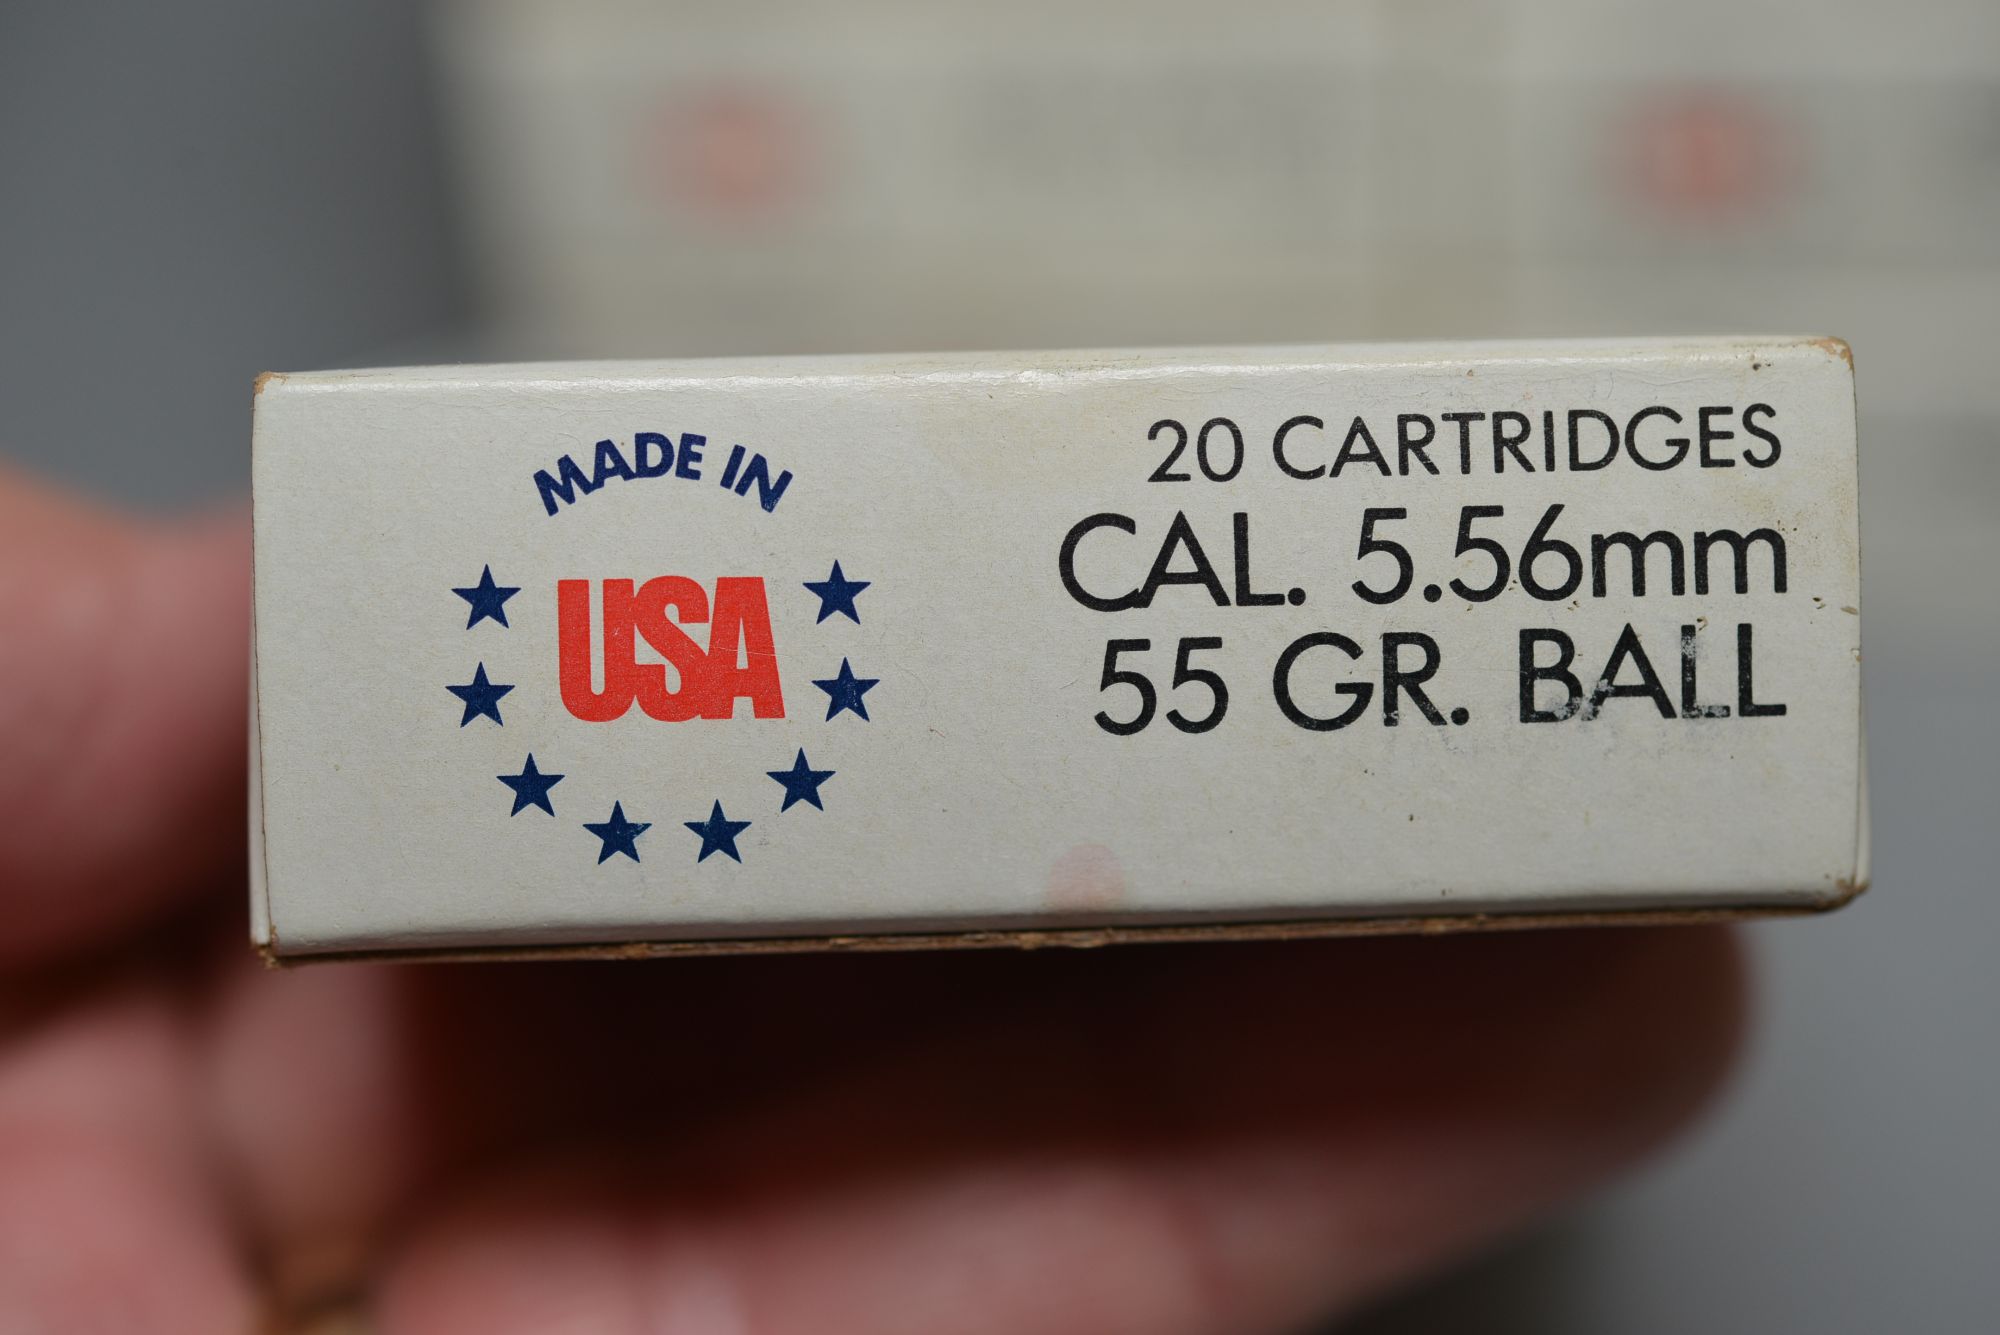 MADE IN
USA
20 CARTRIDGES
CAL. 5.56mm
55 GR. BALL